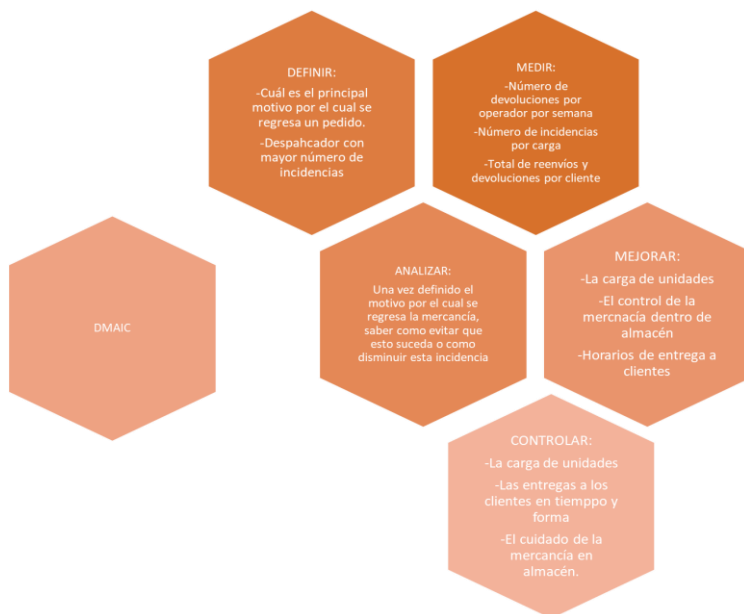 DEFINIR:
-Cuál es el principal
motivo por el cual se
regresa un pedido.
-Despahcador con
mayor número de
incidencias
MEDIR:
-Número de
devoluciones por
operador por semana
-Número de incidencias
por carga
-Total de reenvíos y
devoluciones por cliente
DMAIC
ANALIZAR:
Una vez definido el
motivo por el cual se
regresa la mercancía,
saber como evitar que
esto suceda o como
disminuir esta incidencia
MEJORAR:
-La carga de unidades
-El control de la
mercnacía dentro de
almacén
-Horarios de entrega a
clientes
CONTROLAR:
-La carga de unidades
-Las entregas a los
clientes en tiemppo y
forma
-El cuidado de la
mercancía en
almacén.